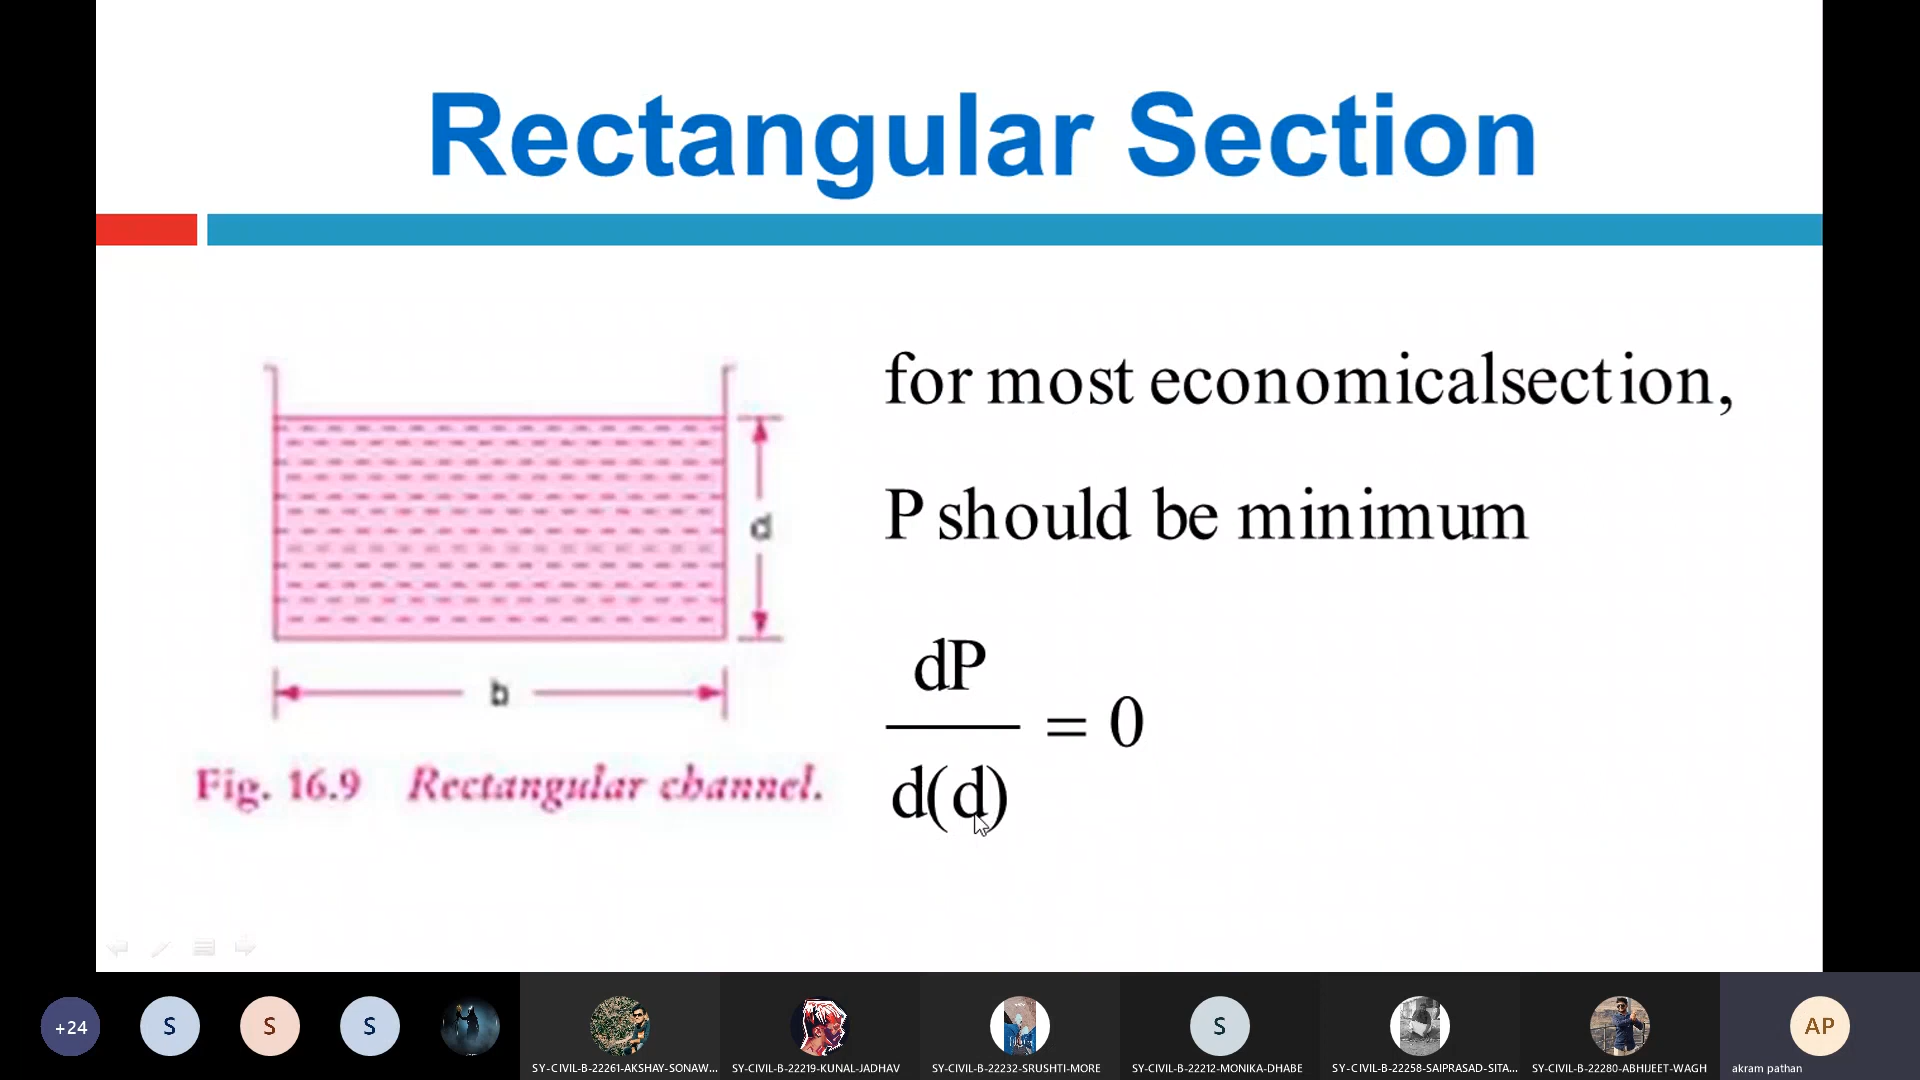 Rectangular Section
for most economicalsection,
P should be minimum
dP
= 0
d(d)
d
b
Fig. 16.9 Rectangular channel.
+24
S
S
S
S
AP
SY-CIVIL-B-22261-AKSHAY-SONAW...
SY-CIVIL-B-22219-KUNAL-JADHAV
SY-CIVIL-B-22232-SRUSHTI-MORE
SY-CIVIL-B-22212-MONIKA-DHABE
SY-CIVIL-B-22258-SAIPRASAD-SITA...
SY-CIVIL-B-22280-ABHIJEET-WAGH
akram pathan